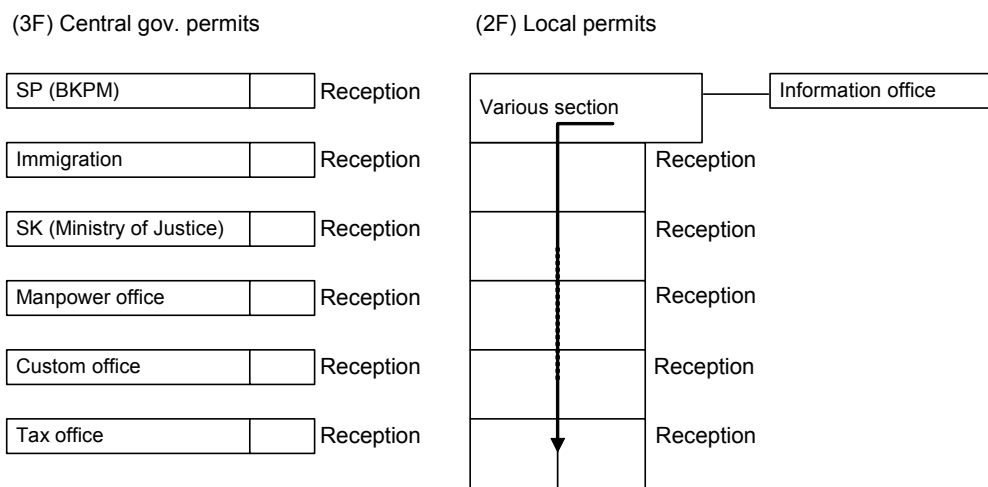 (3F) Central gov. permits
SP (BKPM)
Reception
Immigration
Reception
SK (Ministry of Justice)
Reception
Manpower office
Reception
Custom office
Reception
Tax office
Reception
(2F) Local permits
Various section
Information office
Reception
Reception
Reception
Reception
Reception